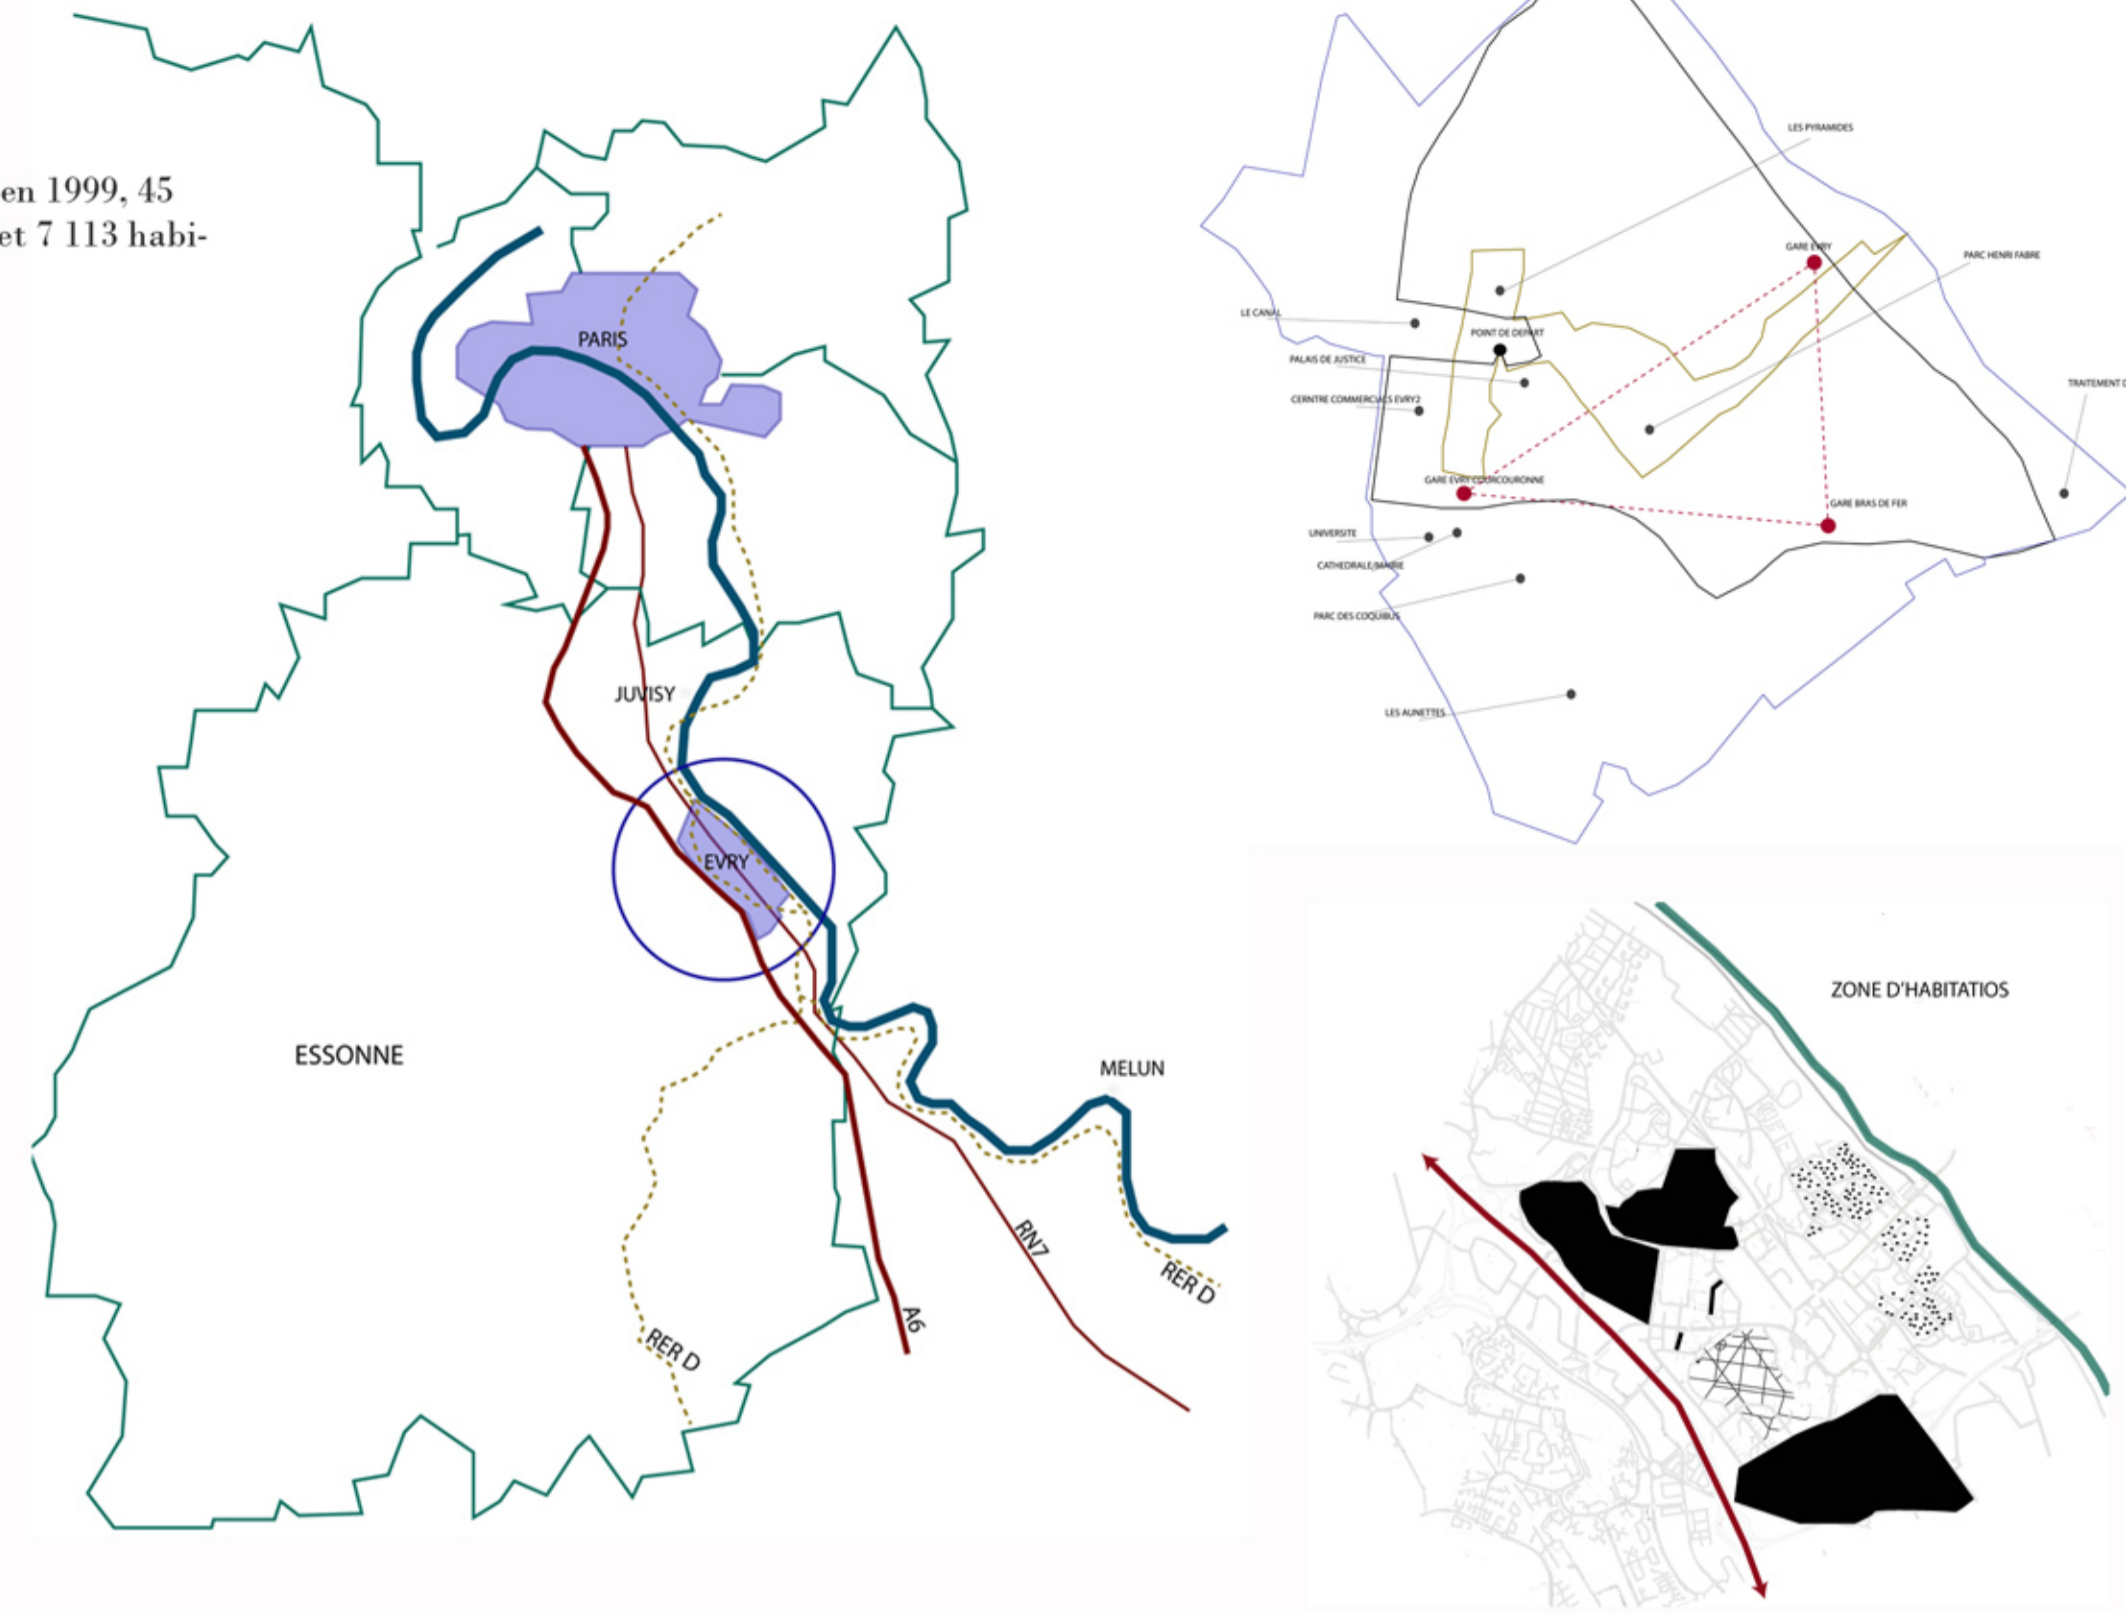 en 1999, 45
et 7 113 habi-
PARIS
JUVISY
EVRY
ESSONNE
MELUN
RN7
RER D
A6
RER D
LES PYRAMIDES
GARE EVRY
PARC HENRI FABRE
LE CANAL
POINT DE DEPART
PALAIS DE JUSTICE
TRAITEMENT D
CERNTRE COMMERCIALS EVRY2
GARE EVRY COURCOURONNE
GARE BRAS DE FER
UNIVERSITE
CATHEDRALE/MAIRIE
PARC DES COQUIBUS
LES AUNETTES
ZONE D'HABITATIOS